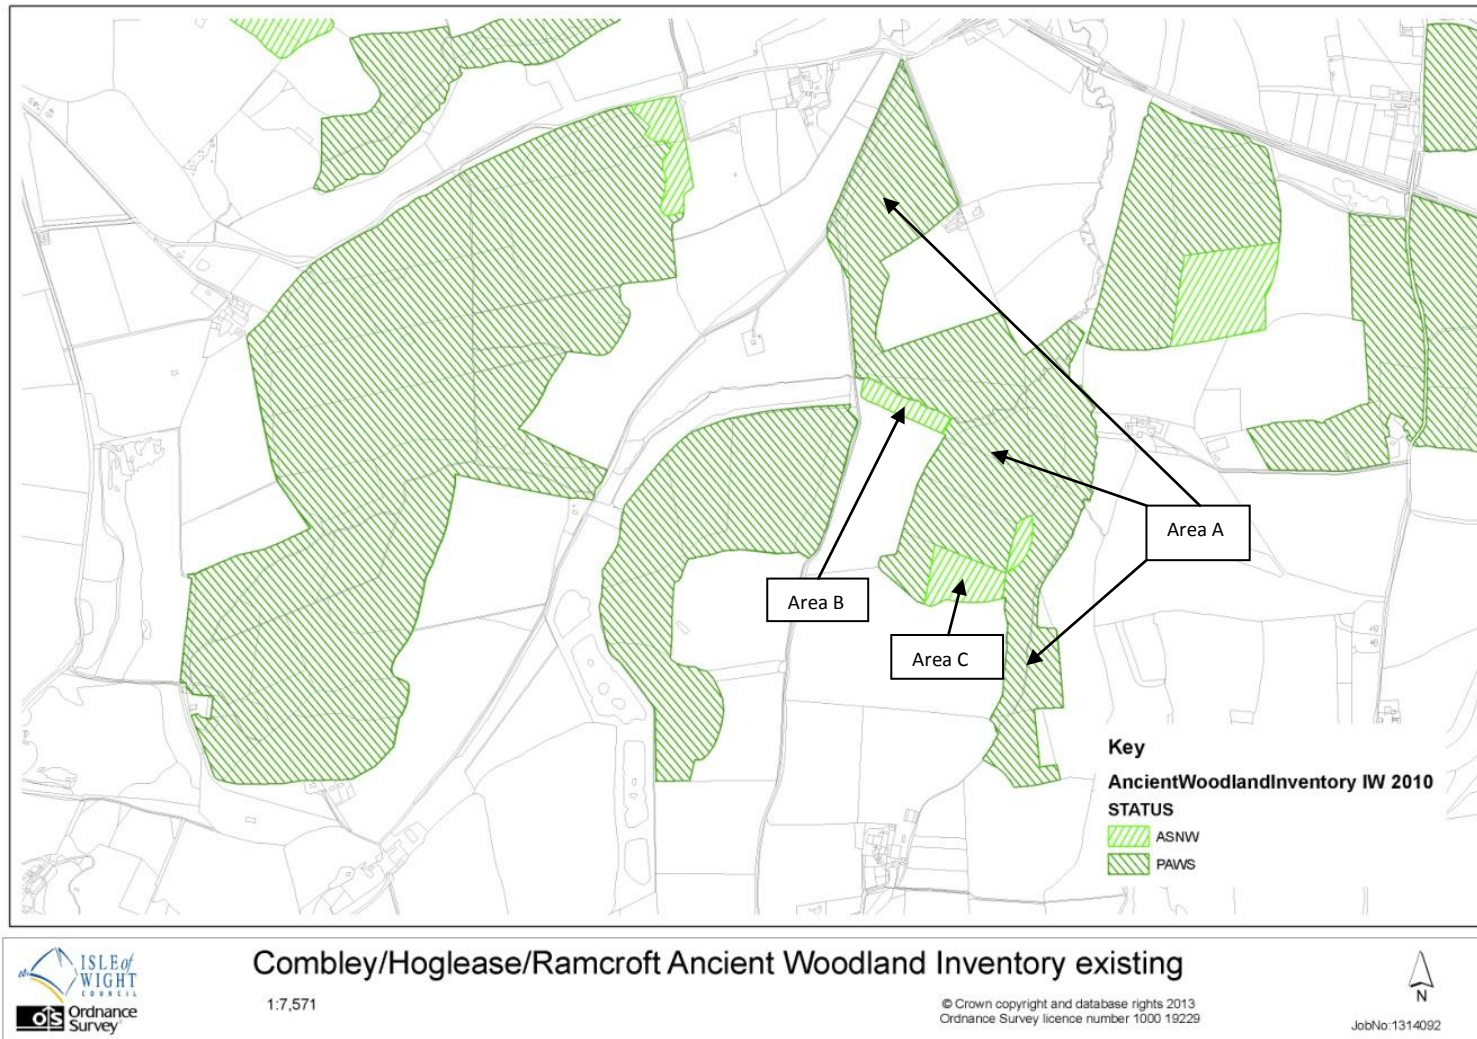 Area A
Area B
Area C
Key
AncientWoodlandInventory IW 2010
STATUS
ASNW
PAWS
ISLE of
WIGHT
COUNCIL
OS Ordnance
Survey
Combley/Hoglease/Ramcroft Ancient Woodland Inventory existing
1:7,571
© Crown copyright and database rights 2013
Ordnance Survey licence number 1000 19229
N
JobNo:1314092